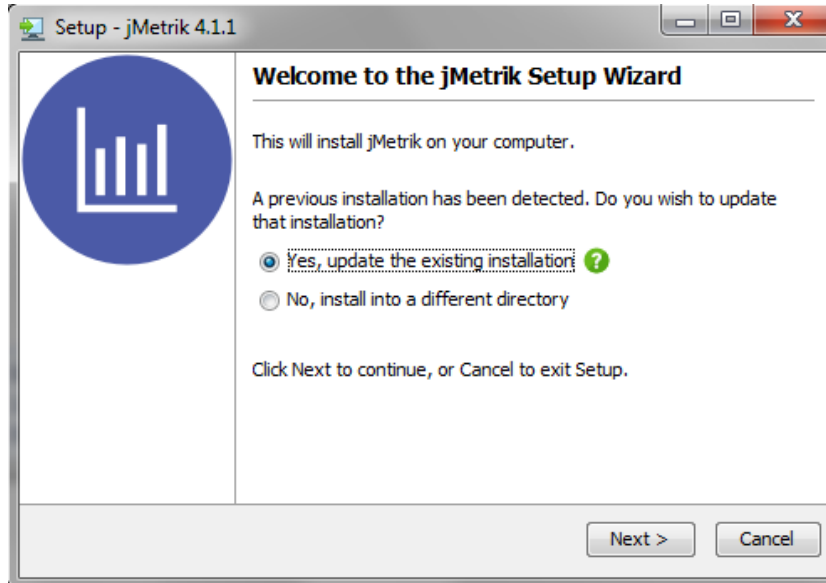 Setup - jMetrik 4.1.1
Welcome to the jMetrik Setup Wizard
This will install jMetrik on your computer.
A previous installation has been detected. Do you wish to update
that installation?
Yes, update the existing installation
No, install into a different directory
Click Next to continue, or Cancel to exit Setup.
Next >
Cancel